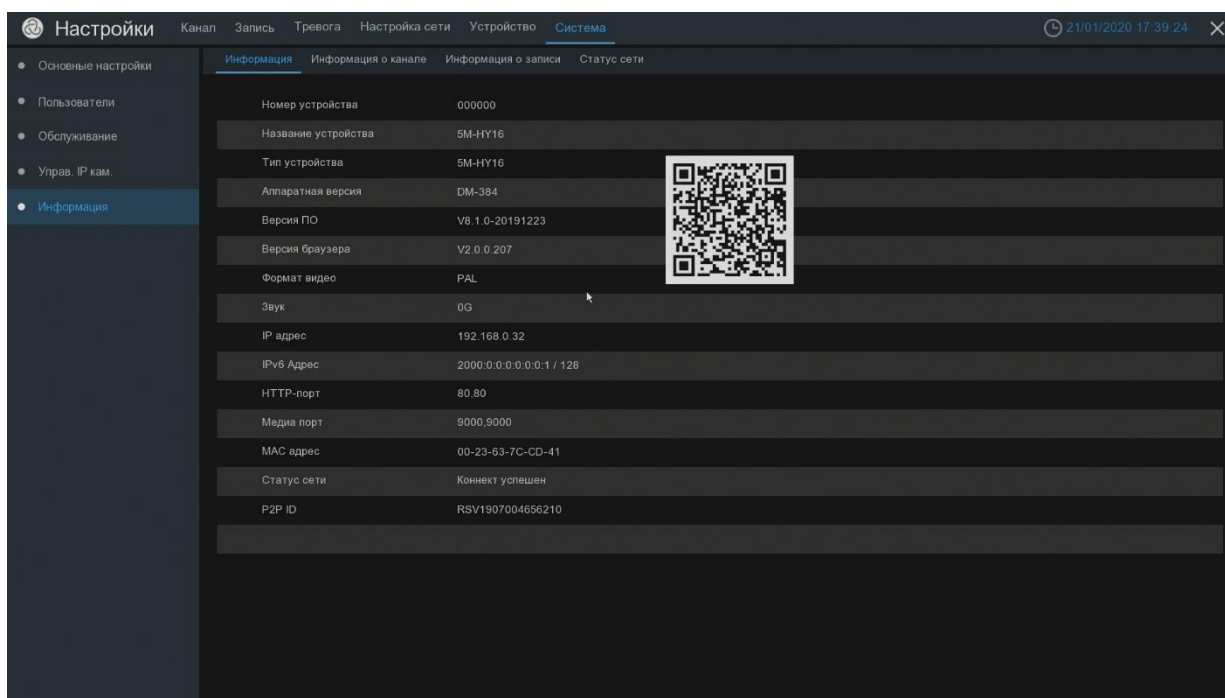 Настройки Канал Запись Тревога Настройка сети Устройство Система 21/01/2020 17:39:24
Информация Информация о канале Информация о записи Статус сети
Основные настройки
Пользователи
Обслуживание
Управ. IP кам.
Информация
Номер устройства 000000
Название устройства 5M-HY16
Тип устройства 5M-HY16
Аппаратная версия DM-384
Версия ПО V8.1.0-20191223
Версия браузера V2.0.0.207
Формат видео PAL
Звук 0G
IP адрес 192.168.0.32
IPv6 Адрес 2000:0:0:0:0:0:0:1 / 128
HTTP-порт 80,80
Медиа порт 9000,9000
MAC адрес 00-23-63-7C-CD-41
Статус сети Коннект успешен
P2P ID RSV1907004656210